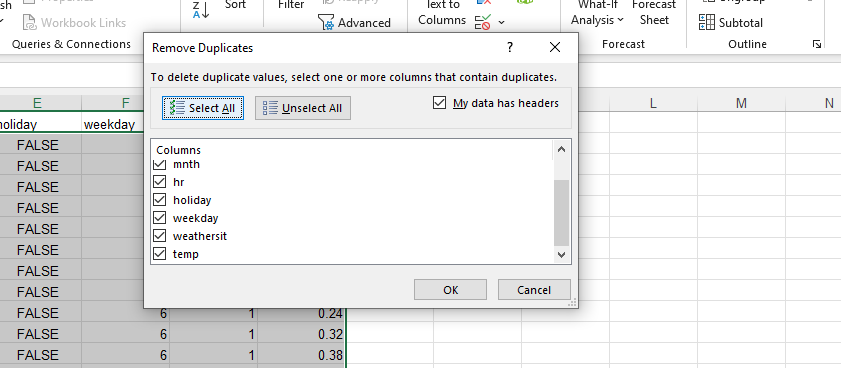 Sort
Filter
Workbook Links
Advanced
Text to
Columns
What-If
Analysis
Forecast
Sheet
Subtotal
Queries & Connections
Forecast
Outline
Remove Duplicates
?
To delete duplicate values, select one or more columns that contain duplicates.
Select All
Unselect All
My data has headers
Columns
mnth
hr
holiday
weekday
weathersit
temp
OK
Cancel
E F L M N
weekday
FALSE
FALSE
FALSE
FALSE
FALSE
FALSE
FALSE
FALSE
FALSE 6 1 0.24
FALSE 6 1 0.32
FALSE 6 1 0.38